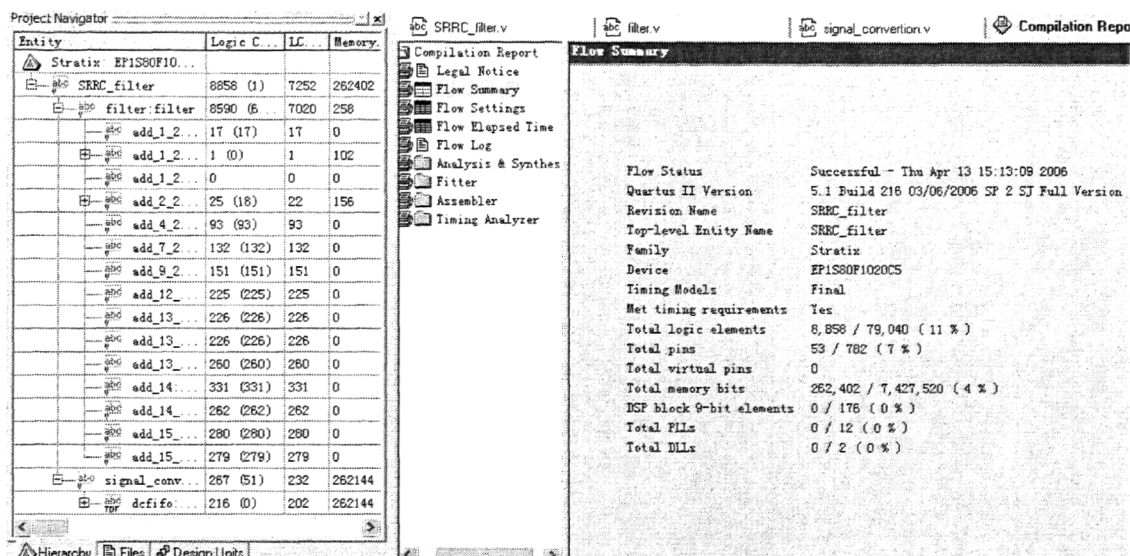 Project Navigator
Entity Logic C... LC... Memory.
Stratix: EP1S80F10...
SRRC_filter 8858 (1) 7252 262402
filter:filter 8590 (6... 7020 258
add_1_2... 17 (17) 17 0
add_1_2... 1 (0) 1 102
add_1_2... 0 0 0
add_2_2... 25 (18) 22 156
add_4_2... 93 (93) 93 0
add_7_2... 132 (132) 132 0
add_9_2... 151 (151) 151 0
add_12_... 225 (225) 225 0
add_13_... 226 (226) 226 0
add_13_... 226 (226) 226 0
add_13_... 260 (260) 260 0
add_14:... 331 (331) 331 0
add_14_... 262 (262) 262 0
add_15_... 280 (280) 280 0
add_15_... 279 (279) 279 0
signal_conv... 267 (51) 232 262144
dcfifo:... 216 (0) 202 262144
Hierarchy Files Design Units
SRRC_filter.v filter.v signal_convertion.v Compilation Repo
Compilation Report
Legal Notice
Flow Summary
Flow Settings
Flow Elapsed Time
Flow Log
Analysis & Synthes
Fitter
Assembler
Timing Analyzer
Flow Summary
Flow Status Successful - Thu Apr 13 15:13:09 2006
Quartus II Version 5.1 Build 216 03/06/2006 SP 2 SJ Full Version
Revision Name SRRC_filter
Top-level Entity Name SRRC_filter
Family Stratix
Device EP1S80F1020C5
Timing Models Final
Met timing requirements Yes
Total logic elements 8,858 / 79,040 ( 11 % )
Total pins 53 / 782 ( 7 % )
Total virtual pins 0
Total memory bits 262,402 / 7,427,520 ( 4 % )
DSP block 9-bit elements 0 / 176 ( 0 % )
Total PLLs 0 / 12 ( 0 % )
Total DLLs 0 / 2 ( 0 % )